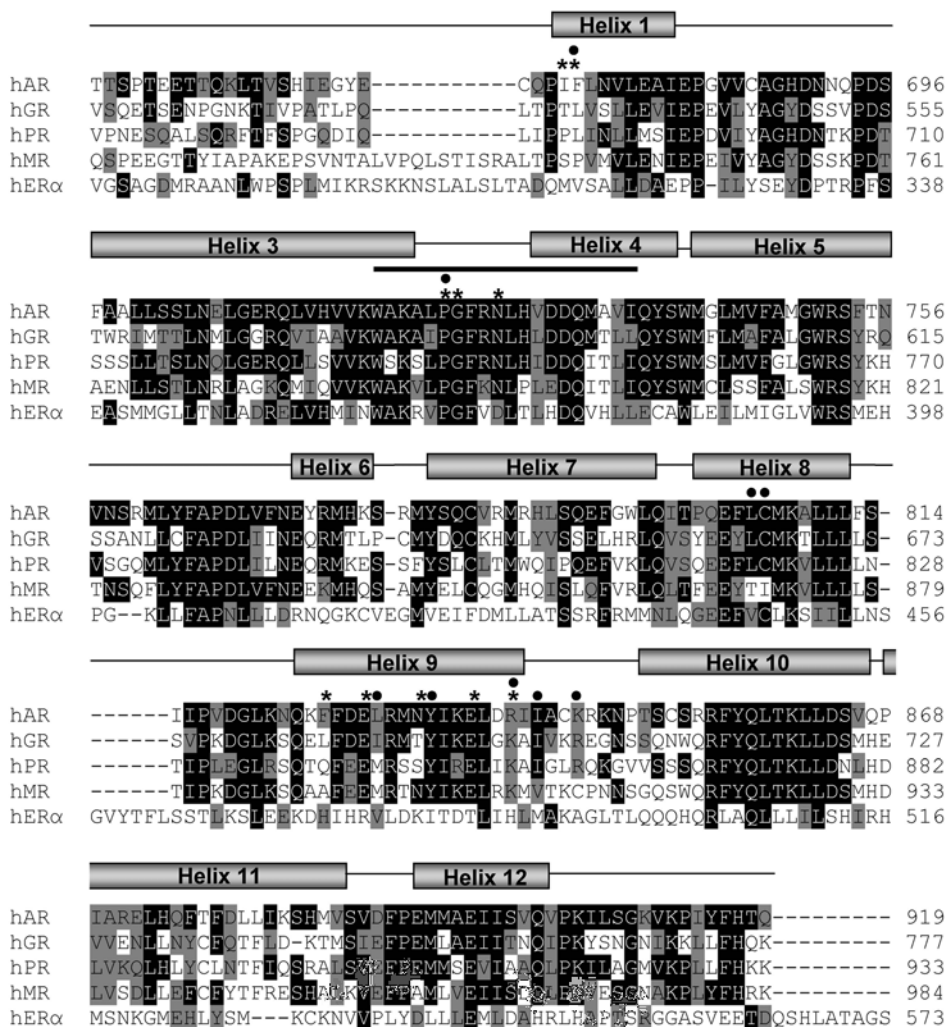 Helix 1
hAR TTSPTEETTQKLTVSHIEGYE-----------CQPIFLNVLEAIEPGVVCAGHDNNQPDS 696
hGR VSQETSENPGNKTIVPATLPQ-----------LTPTLVSLLEVIEPEVLYAGYDSSVPDS 555
hPR VPNESQALSQRFTFSPGQDIQ-----------LIPPLINLLMSIEPDVIYAGHDNTKPDT 710
hMR QSPEEGTTYIAPAKEPSVNTALVPQLSTISRALTPSPVMVLENIEPEIVYAGYDSSKPDT 761
hERα VGSAGDMRAANLWPSPLMIKRSKKNSLALSLTADQMVSALLDAEPP-ILYSEYDPTRPFS 338
Helix 3 Helix 4 Helix 5
hAR FAALLSSLNELGERQLVHVVKWAKALPGFRNLHVDDQMAVIQYSWMGLMVFAMGWRSFTN 756
hGR TWRIMTTLNMLGGRQVIAAVKWAKAIPGFRNLHLDDQMTLLQYSWMFLMAFALGWRSYRQ 615
hPR SSSLLTSLNQLGERQLLSVVKWSKSLPGFRNLHIDDQITLIQYSWMSLMVFGLGWRSYKH 770
hMR AENLLSTLNRLAGKQMIQVVKWAKVLPGFKNLPLEDQITLIQYSWMCLSSFALSWRSYKH 821
hERα EASMMGLLTNLADRELVHMINWAKRVPGFVDLTLHDQVHLLECAWLEILMIGLVWRSMEH 398
Helix 6 Helix 7 Helix 8
hAR VNSRMLYFAPDLVFNEYRMHKS-RMYSQCVRMRHLSQEFGWLQITPQEFLCMKALLLFS- 814
hGR SSANLLCFAPDLIINEQRMTLP-CMYDQCKHMLYVSSELHRLQVSYEEYLCMKTLLLLS- 673
hPR VSGQMLYFAPDLILNEQRMKES-SFYSLCLTMWQIPQEFVKLQVSQEEFLCMKVLLLLN- 828
hMR TNSQFLYFAPDLVFNEEKMHQS-AMYELCQGMHQISLQFVRLQLTFEEYTIMKVLLLLS- 879
hERα PG--KLLFAPNLLLDRNQGKCVEGMVEIFDMLLATSSRFRMMNLQGEEFVCLKSIILLNS 456
Helix 9 Helix 10
hAR ------IIPVDGLKNQKFFDELRMNYIKELDRIIACKRKNPTSCSRRFYQLTKLLDSVQP 868
hGR ------SVPKDGLKSQELFDEIRMTYIKELGKAIVKREGNSSQNWQRFYQLTKLLDSMHE 727
hPR ------TIPLEGLRSQTQFEEMRSSYIRELIKAIGLRQKGVVSSSQRFYQLTKLLDNLHD 882
hMR ------TIPKDGLKSQAAFEEMRTNYIKELRKMVTKCPNNSGQSWQRFYQLTKLLDSMHD 933
hERα GVYTFLSSTLKSLEEKDHIHRVLDKITDTLIHLMAKAGLTLQQQHQRLAQLLLILSHIRH 516
Helix 11 Helix 12
hAR IARELHQFTFDLLIKSHMVSVDFPEMMAEIISVQVPKILSGKVKPIYFHTQ--------- 919
hGR VVENLLNYCFQTFLD-KTMSIEFPEMLAEIITNQIPKYSNGNIKKLLFHQK--------- 777
hPR LVKQLHLYCLNTFIQSRALSVEFPEMMSEVIAAQLPKILAGMVKPLLFHKK--------- 933
hMR LVSDLLEFCFYTFRESHALKVEFPAMLVEIISDQLPKVESGNAKPLYFHRK--------- 984
hERα MSNKGMEHLYSM---KCKNVVPLYDLLLEMLDAHRLHAPTSRGGASVEETDQSHLATAGS 573